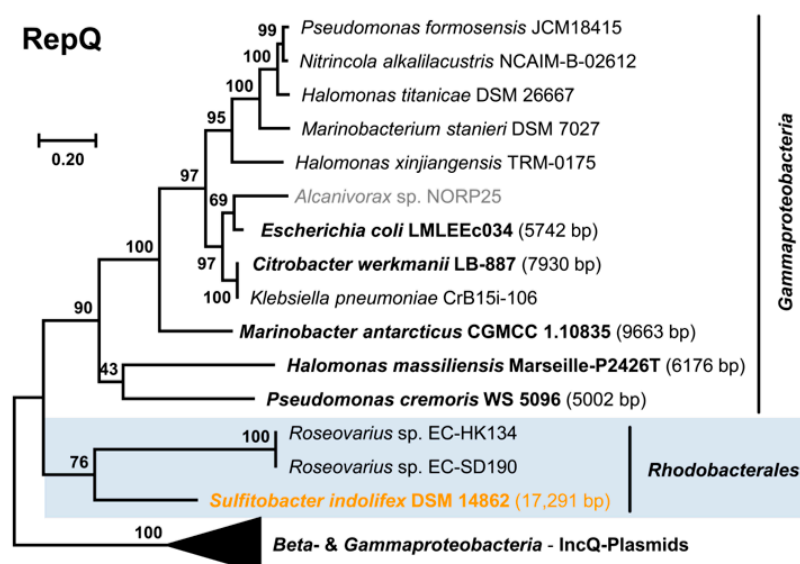 RepQ
0.20
99
Pseudomonas formosensis JCM18415
100
Nitrincola alkalilacustris NCAIM-B-02612
100
Halomonas titanicae DSM 26667
95
Marinobacterium stanieri DSM 7027
Halomonas xinjiangensis TRM-0175
97
69
Alcanivorax sp. NORP25
Escherichia coli LMLEEc034 (5742 bp)
97
Citrobacter werkmanii LB-887 (7930 bp)
100
Klebsiella pneumoniae CrB15i-106
100
Marinobacter antarcticus CGMCC 1.10835 (9663 bp)
90
43
Halomonas massiliensis Marseille-P2426T (6176 bp)
Pseudomonas cremoris WS 5096 (5002 bp)
Gammaproteobacteria
100
Roseovarius sp. EC-HK134
76
Roseovarius sp. EC-SD190
Rhodobacterales
Sulfitobacter indolifex DSM 14862 (17,291 bp)
100
Beta- & Gammaproteobacteria - IncQ-Plasmids